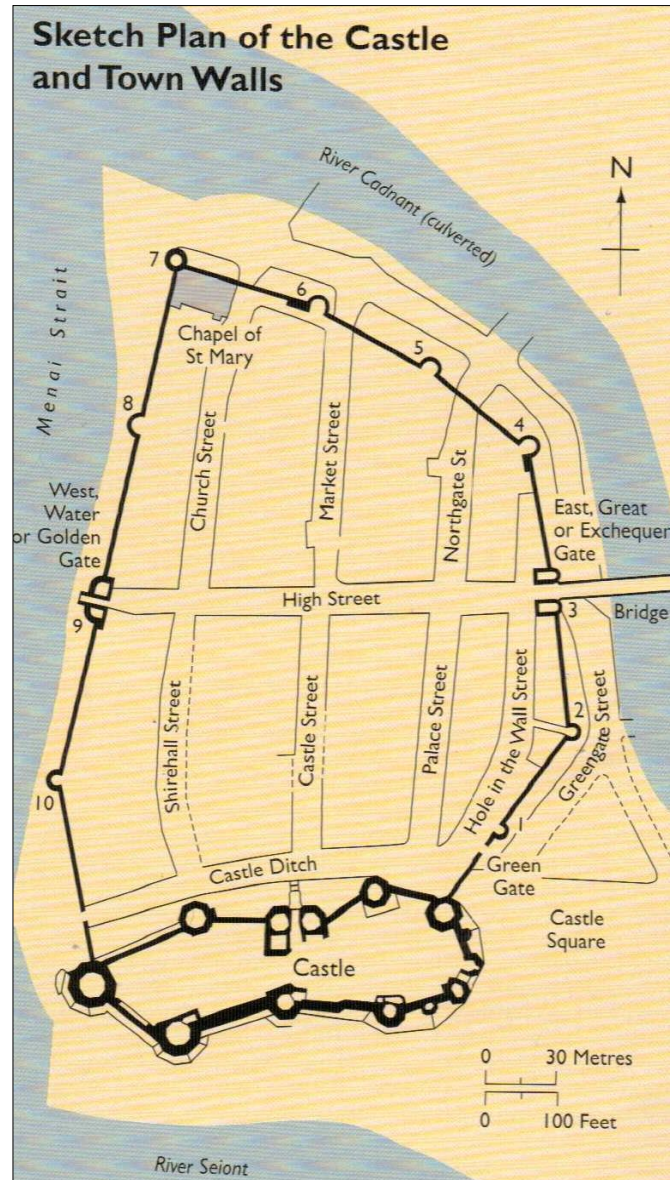 Sketch Plan of the Castle
and Town Walls
River Cadnant (culverted)
N
7
6
Chapel of
St Mary
5
Menai Strait
8
4
Church Street
Market Street
Northgate St
West,
Water
or Golden
Gate
East, Great
or Exchequer
Gate
High Street
9
3
Bridge
2
Shirehall Street
Castle Street
Palace Street
Hole in the Wall Street
Greengate Street
10
1
Castle Ditch
Green
Gate
Castle
Square
Castle
0 30 Metres
0 100 Feet
River Seiont